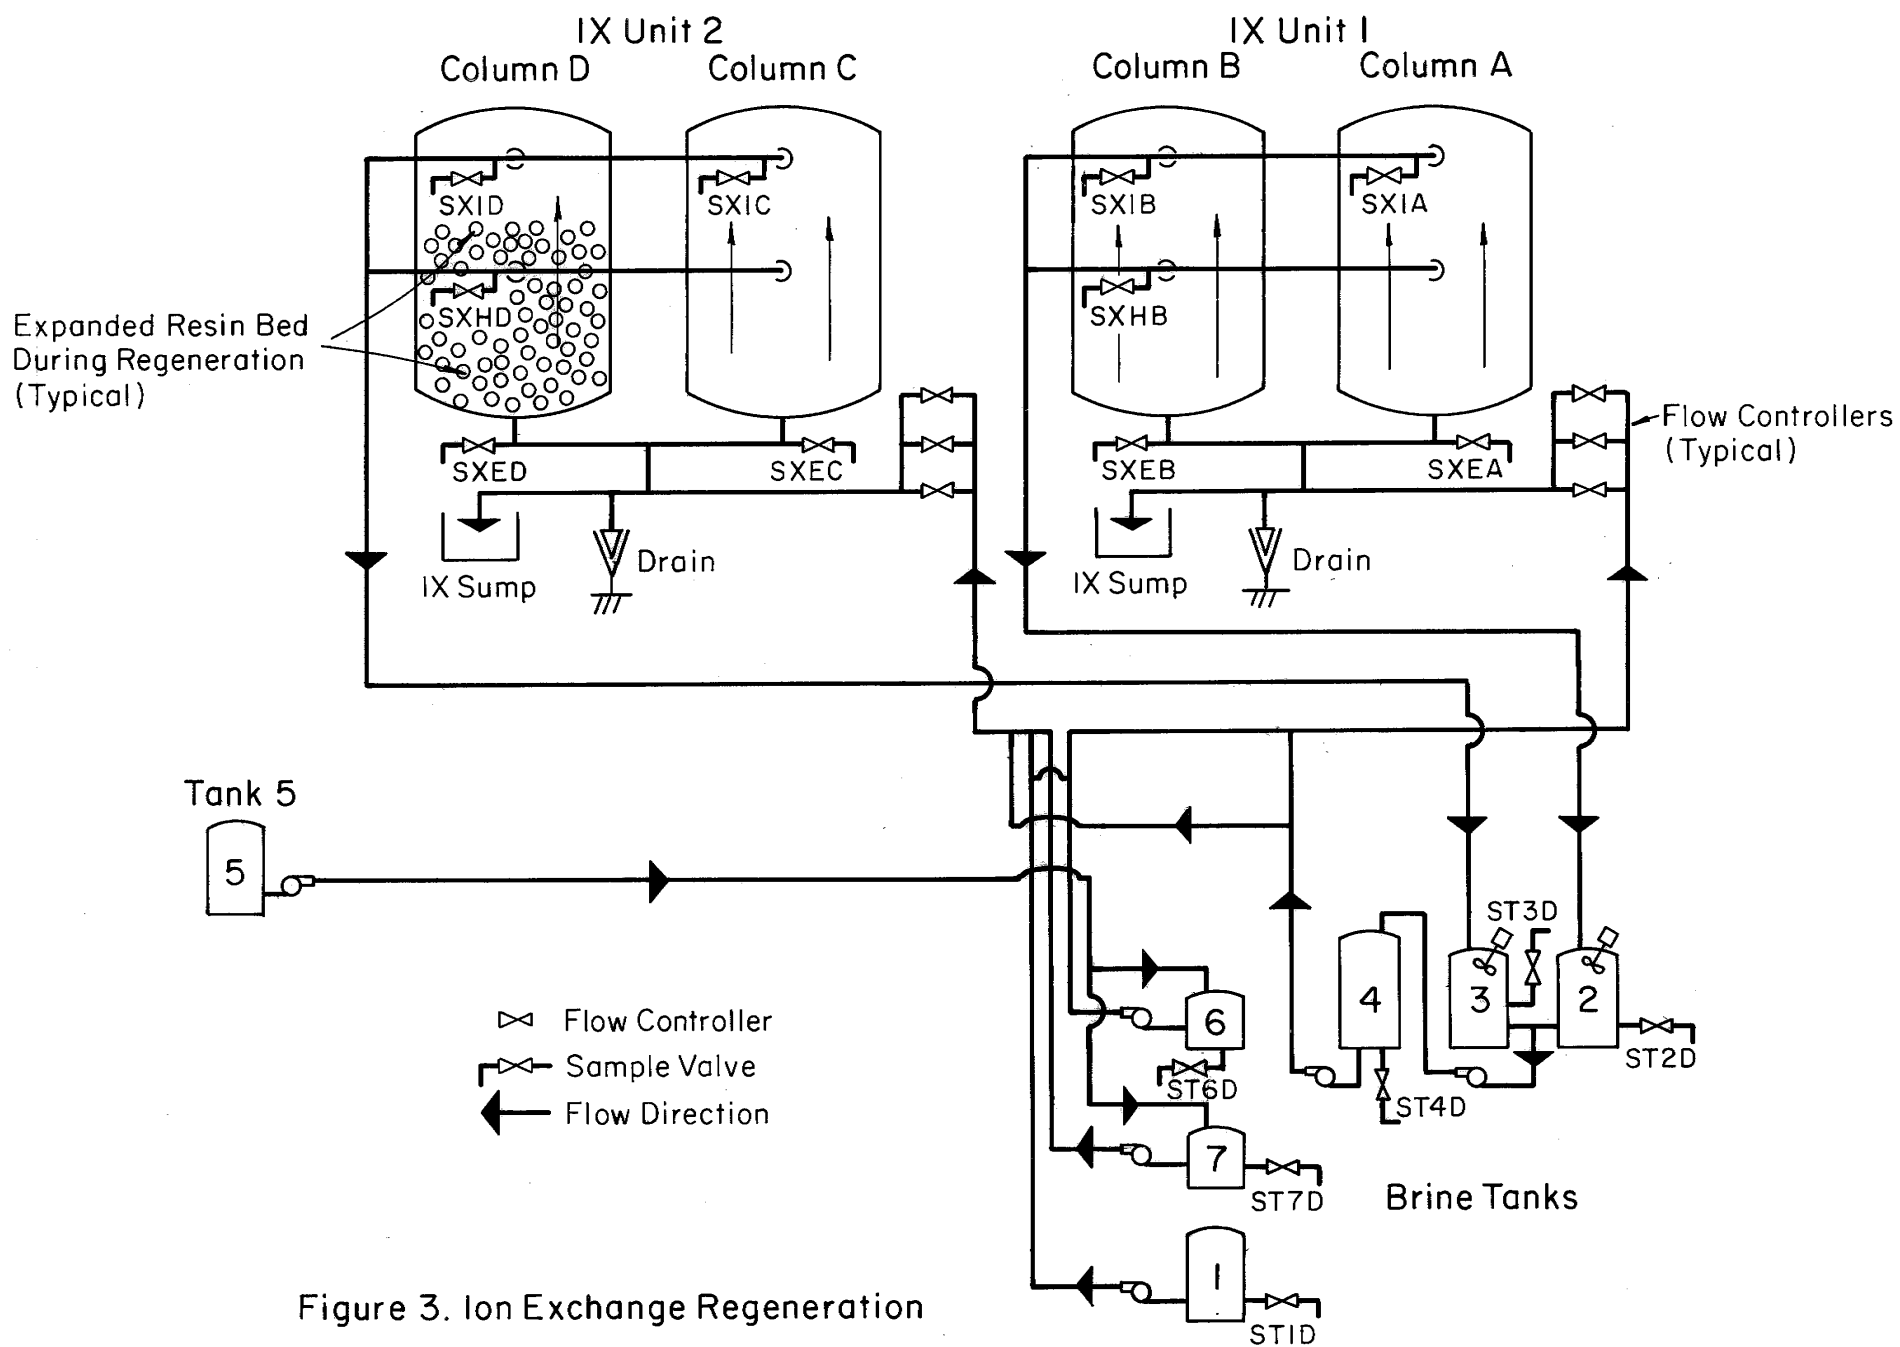 IX Unit 2
IX Unit 1
Column D
Column C
Column B
Column A
SXID
SXIC
SXIB
SXIA
SXHD
SXHB
Expanded Resin Bed
During Regeneration
(Typical)
Flow Controllers
(Typical)
SXED
SXEC
SXEB
SXEA
IX Sump
Drain
IX Sump
Drain
Tank 5
5
ST3D
6
4
3
2
ST2D
ST6D
ST4D
7
ST7D
Brine Tanks
1
ST1D
Flow Controller
Sample Valve
Flow Direction
Figure 3. Ion Exchange Regeneration